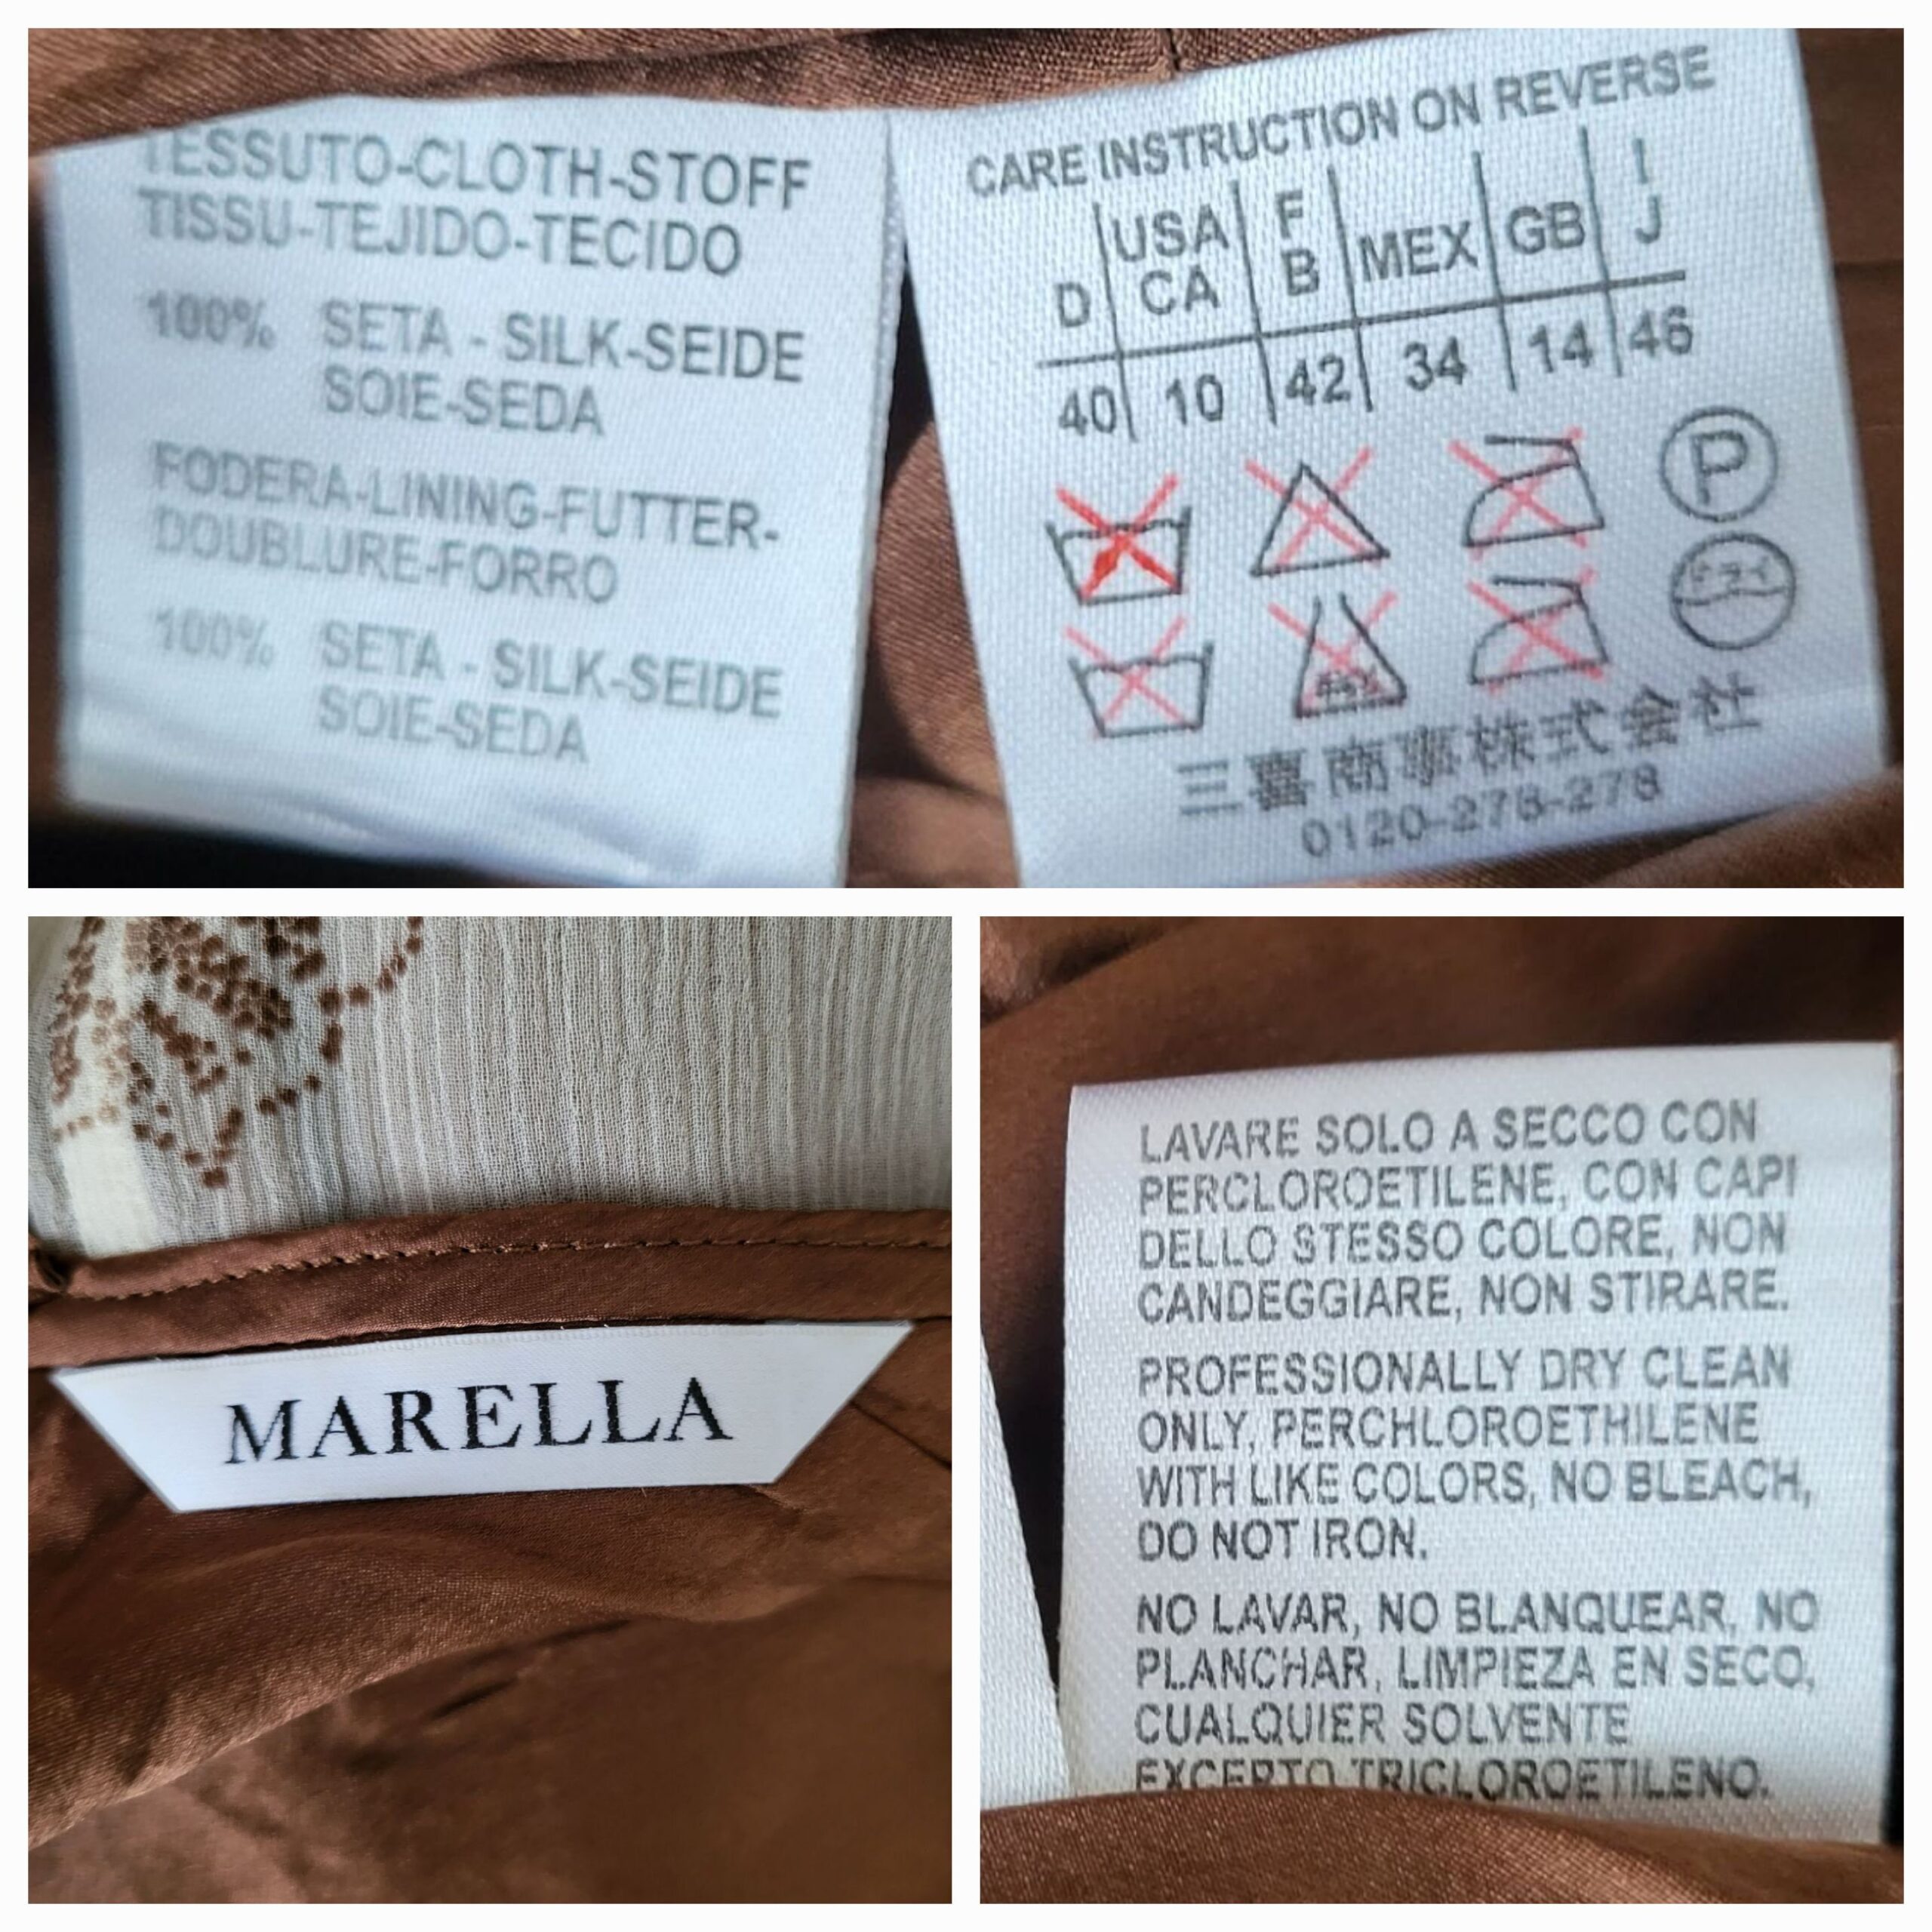 TESSUTO-CLOTH-STOFF
TISSU-TEJIDO-TECIDO
100% SETA - SILK-SEIDE
SOIE-SEDA
FODERA-LINING-FUTTER-
DOUBLURE-FORRO
100% SETA - SILK-SEIDE
SOIE-SEDA
CARE INSTRUCTION ON REVERSE
D USA CA F B MEX GB I J
40 10 42 34 14 46
P
ドライ
三喜商事株式会社
0120-278-278
MARELLA
LAVARE SOLO A SECCO CON
PERCLOROETILENE, CON CAPI
DELLO STESSO COLORE, NON
CANDEGGIARE, NON STIRARE.
PROFESSIONALLY DRY CLEAN
ONLY, PERCHLOROETHILENE
WITH LIKE COLORS, NO BLEACH,
DO NOT IRON.
NO LAVAR, NO BLANQUEAR, NO
PLANCHAR, LIMPIEZA EN SECO,
CUALQUIER SOLVENTE
EXCEPTO TRICLOROETILENO.